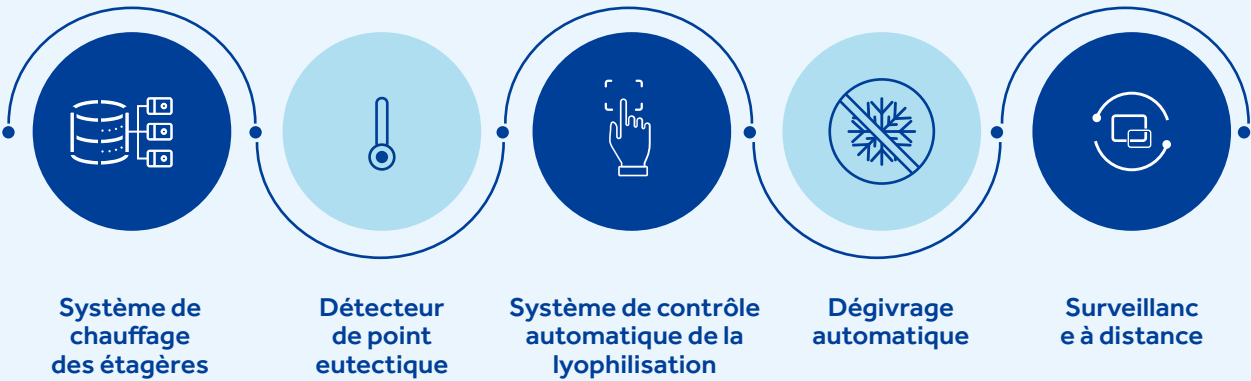 Système de
chauffage
des étagères
Détecteur
de point
eutectique
Système de contrôle
automatique de la
lyophilisation
Dégivrage
automatique
Surveillanc
e à distance